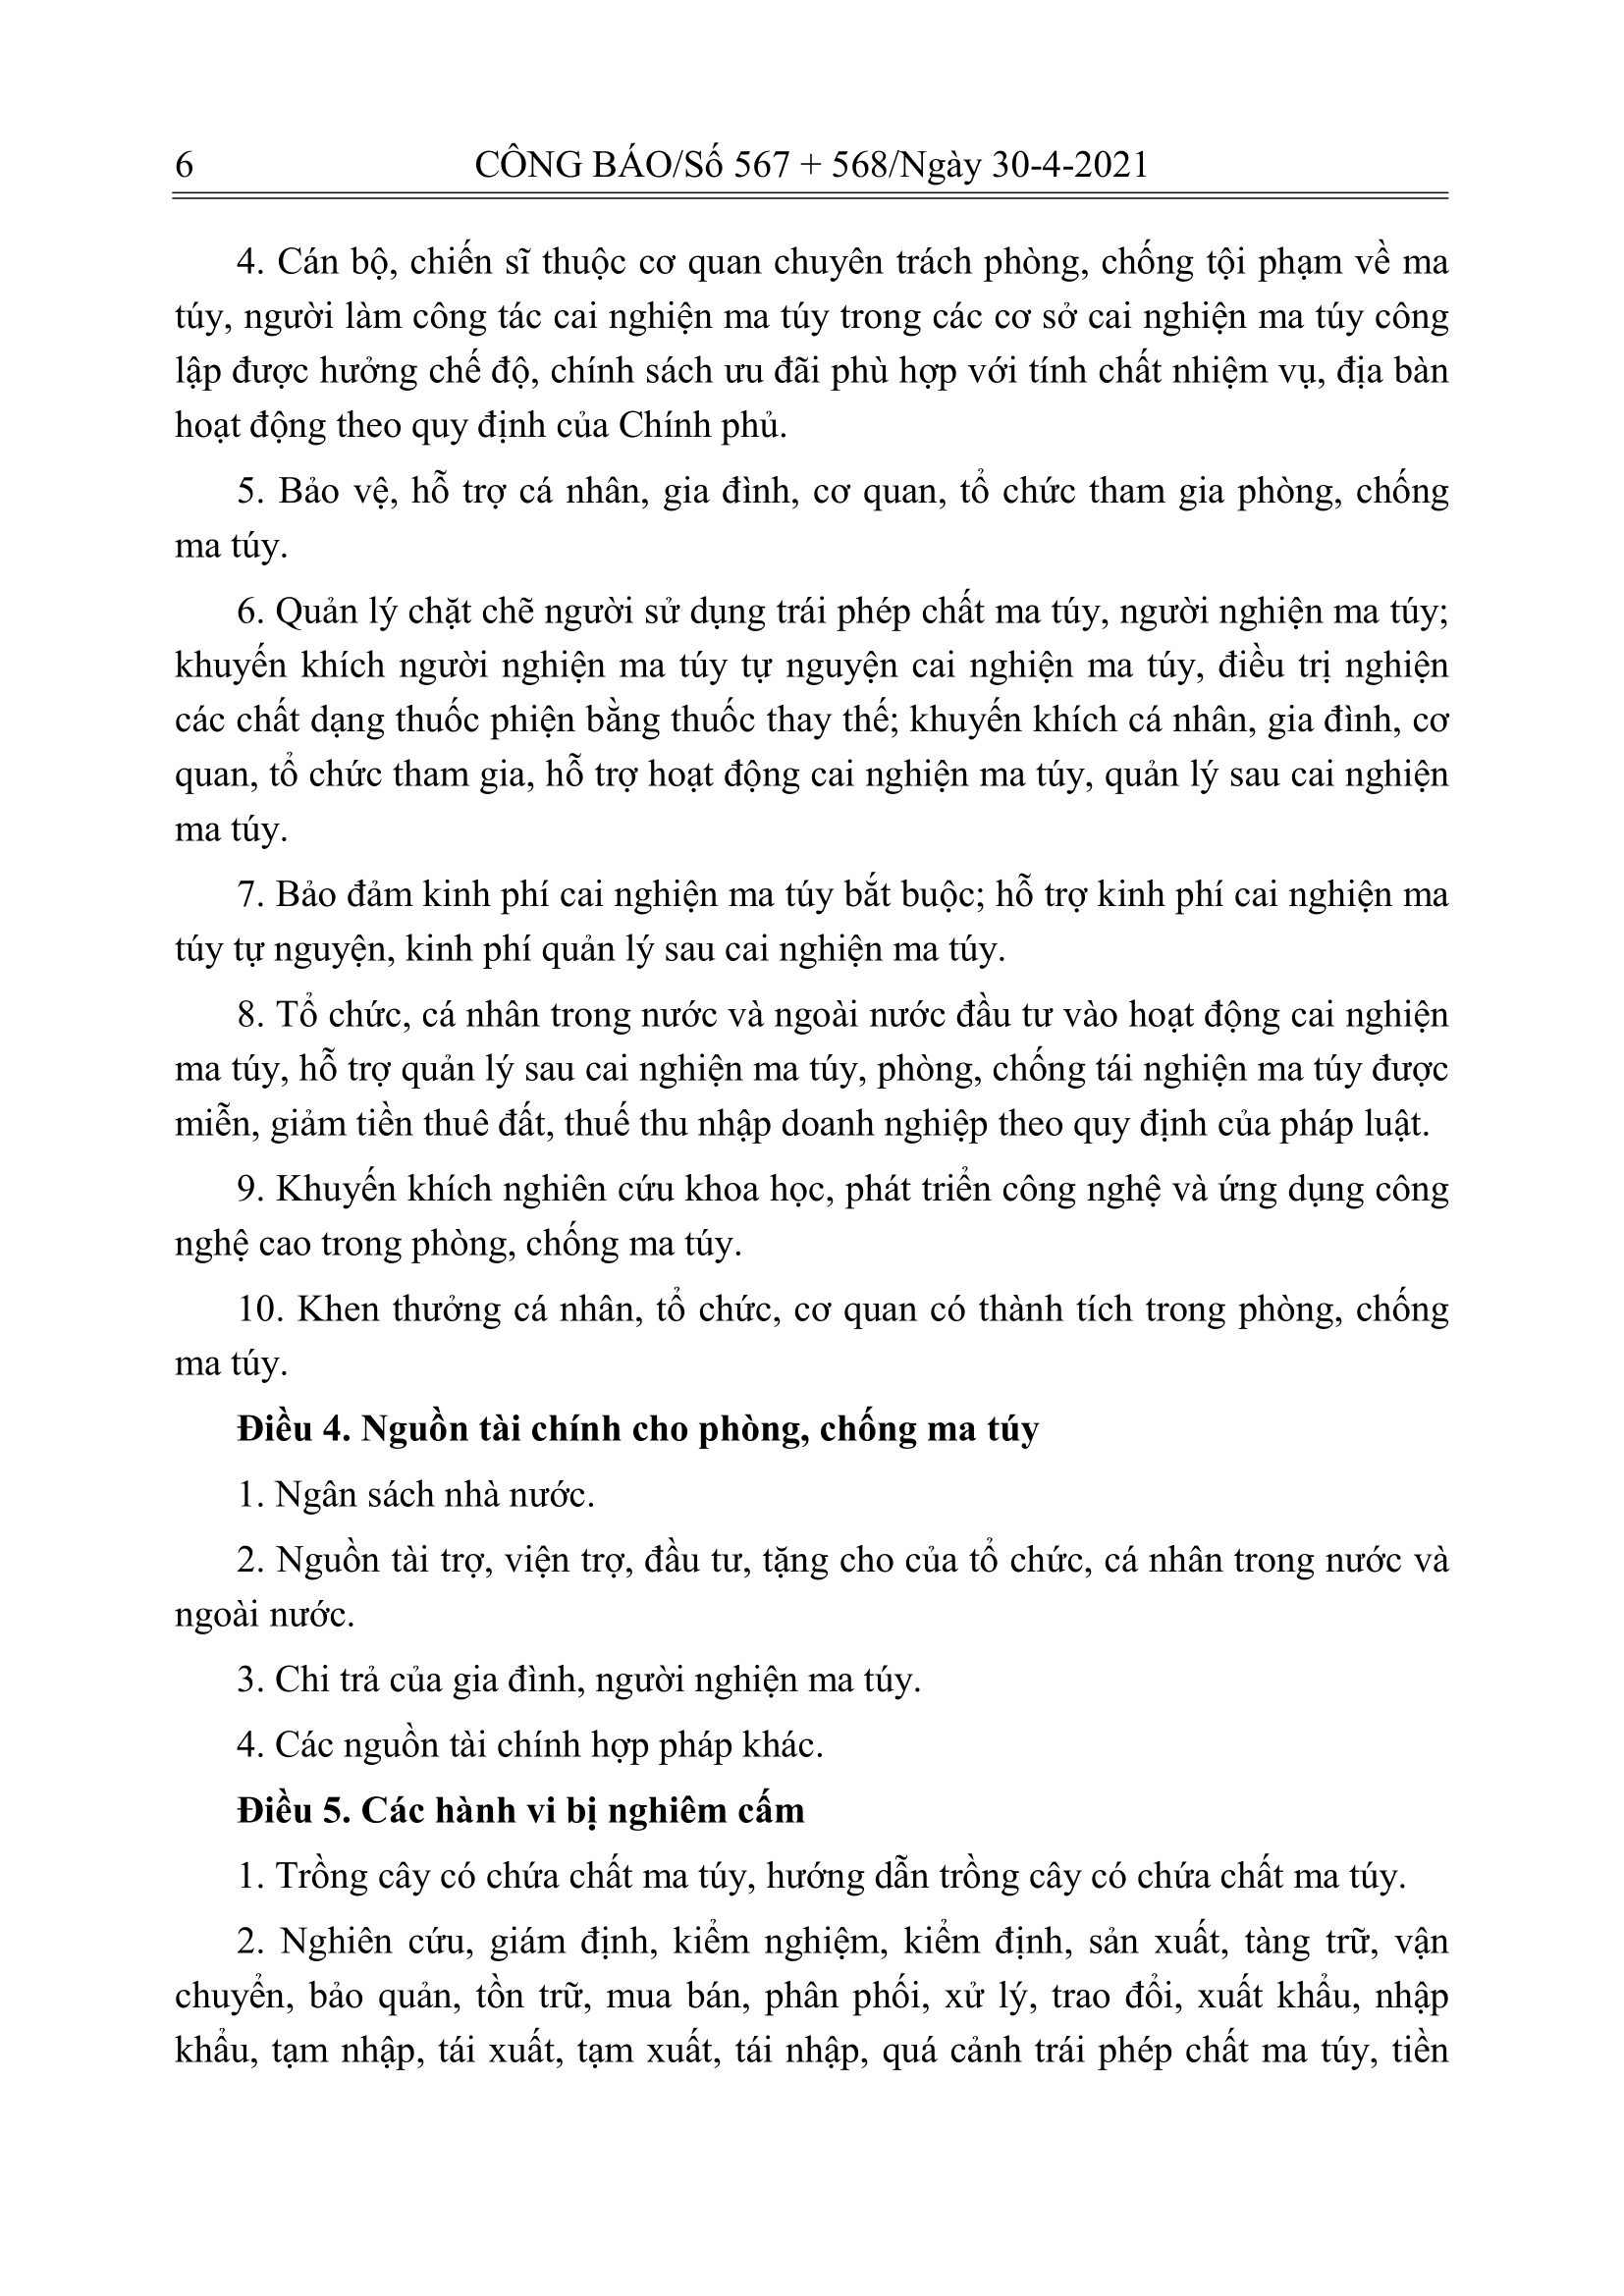 6 CÔNG BÁO/Số 567 + 568/Ngày 30-4-2021
4. Cán bộ, chiến sĩ thuộc cơ quan chuyên trách phòng, chống tội phạm về ma
túy, người làm công tác cai nghiện ma túy trong các cơ sở cai nghiện ma túy công
lập được hưởng chế độ, chính sách ưu đãi phù hợp với tính chất nhiệm vụ, địa bàn
hoạt động theo quy định của Chính phủ.
5. Bảo vệ, hỗ trợ cá nhân, gia đình, cơ quan, tổ chức tham gia phòng, chống
ma túy.
6. Quản lý chặt chẽ người sử dụng trái phép chất ma túy, người nghiện ma túy;
khuyến khích người nghiện ma túy tự nguyện cai nghiện ma túy, điều trị nghiện
các chất dạng thuốc phiện bằng thuốc thay thế; khuyến khích cá nhân, gia đình, cơ
quan, tổ chức tham gia, hỗ trợ hoạt động cai nghiện ma túy, quản lý sau cai nghiện
ma túy.
7. Bảo đảm kinh phí cai nghiện ma túy bắt buộc; hỗ trợ kinh phí cai nghiện ma
túy tự nguyện, kinh phí quản lý sau cai nghiện ma túy.
8. Tổ chức, cá nhân trong nước và ngoài nước đầu tư vào hoạt động cai nghiện
ma túy, hỗ trợ quản lý sau cai nghiện ma túy, phòng, chống tái nghiện ma túy được
miễn, giảm tiền thuê đất, thuế thu nhập doanh nghiệp theo quy định của pháp luật.
9. Khuyến khích nghiên cứu khoa học, phát triển công nghệ và ứng dụng công
nghệ cao trong phòng, chống ma túy.
10. Khen thưởng cá nhân, tổ chức, cơ quan có thành tích trong phòng, chống
ma túy.
Điều 4. Nguồn tài chính cho phòng, chống ma túy
1. Ngân sách nhà nước.
2. Nguồn tài trợ, viện trợ, đầu tư, tặng cho của tổ chức, cá nhân trong nước và
ngoài nước.
3. Chi trả của gia đình, người nghiện ma túy.
4. Các nguồn tài chính hợp pháp khác.
Điều 5. Các hành vi bị nghiêm cấm
1. Trồng cây có chứa chất ma túy, hướng dẫn trồng cây có chứa chất ma túy.
2. Nghiên cứu, giám định, kiểm nghiệm, kiểm định, sản xuất, tàng trữ, vận
chuyển, bảo quản, tồn trữ, mua bán, phân phối, xử lý, trao đổi, xuất khẩu, nhập
khẩu, tạm nhập, tái xuất, tạm xuất, tái nhập, quá cảnh trái phép chất ma túy, tiền